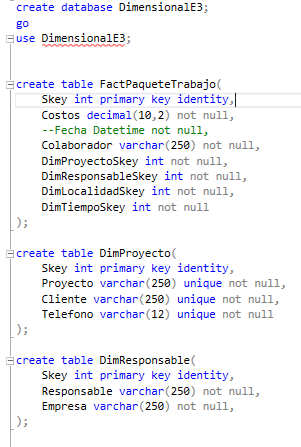 create database DimensionalE3;
go
use DimensionalE3;
create table FactPaqueteTrabajo(
Skey int primary key identity,
Costos decimal(10,2) not null,
--Fecha Datetime not null,
Colaborador varchar(250) not null,
DimProyectoSkey int not null,
DimResponsableSkey int not null,
DimLocalidadSkey int not null,
DimTiempoSkey int not null
);
create table DimProyecto(
Skey int primary key identity,
Proyecto varchar(250) unique not null,
Cliente varchar(250) unique not null,
Telefono varchar(12) unique not null
);
create table DimResponsable(
Skey int primary key identity,
Responsable varchar(250) not null,
Empresa varchar(250) not null,
);